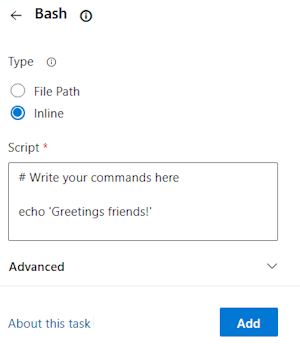 Bash
Type
File Path
Inline
Script *
# Write your commands here
echo 'Greetings friends!'
Advanced
About this task
Add